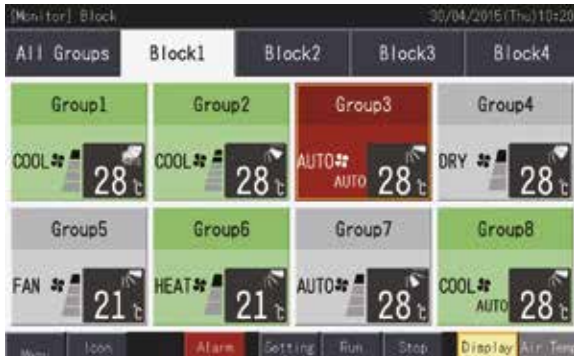 [Monitor] Block 30/04/2015(Thu)10:28
All Groups Block1 Block2 Block3 Block4
Group1 Group2 Group3 Group4
COOL 28℃ COOL 28℃ AUTO AUTO 28℃ DRY 28℃
Group5 Group6 Group7 Group8
FAN 21℃ HEAT 21℃ AUTO 28℃ COOL AUTO 28℃
Menu Icon Alarm Setting Run Stop Display Air Temp